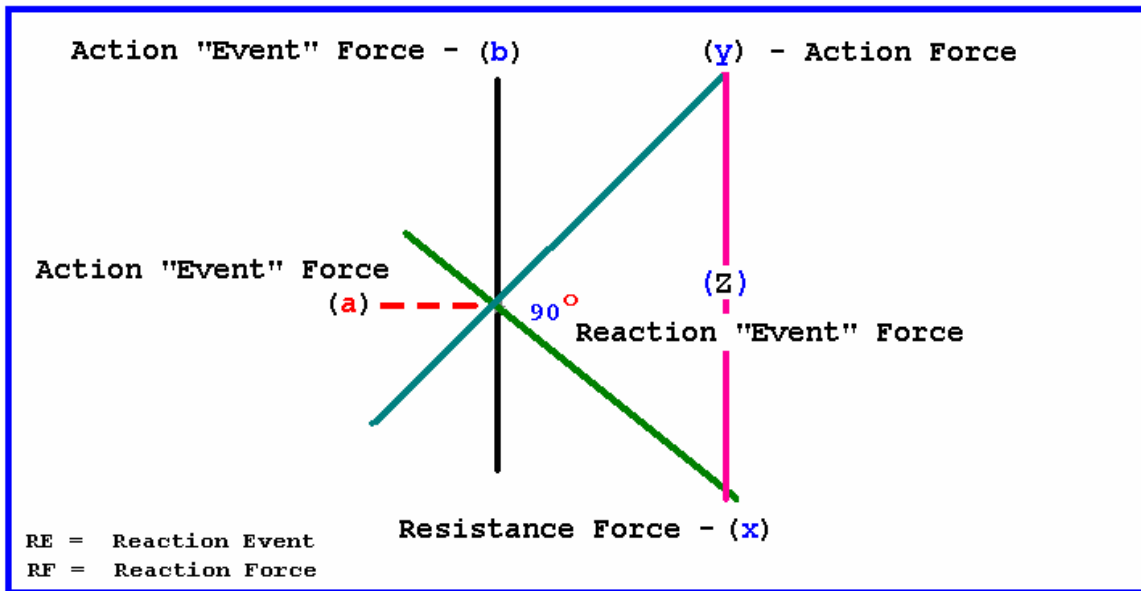 Action "Event" Force - (b)
(y) - Action Force
Action "Event" Force
(a)
90°
(Z)
Reaction "Event" Force
Resistance Force - (x)
RE = Reaction Event
RF = Reaction Force